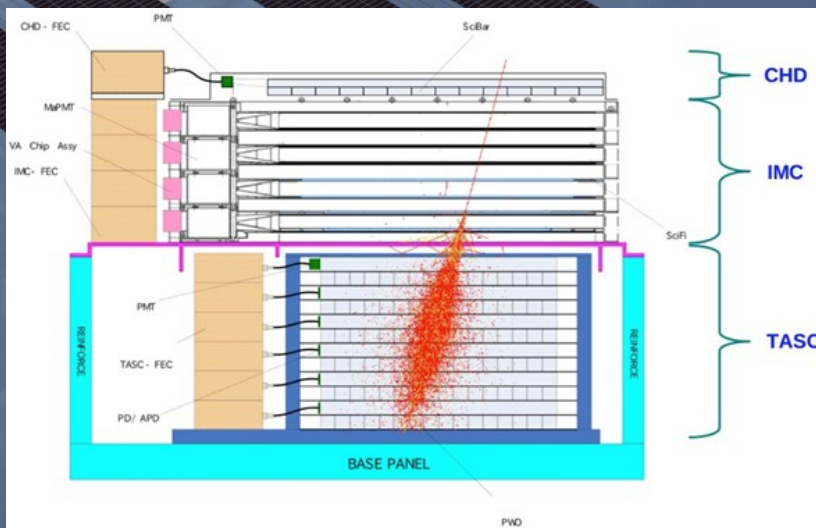 CHD - FEC
PMT
SciBar
CHD
MaPMT
VA Chip Assy
IMC- FEC
IMC
SciFi
PMT
REINFORCE
TASC - FEC
REINFORCE
TASC
PD/ APD
BASE PANEL
PWO